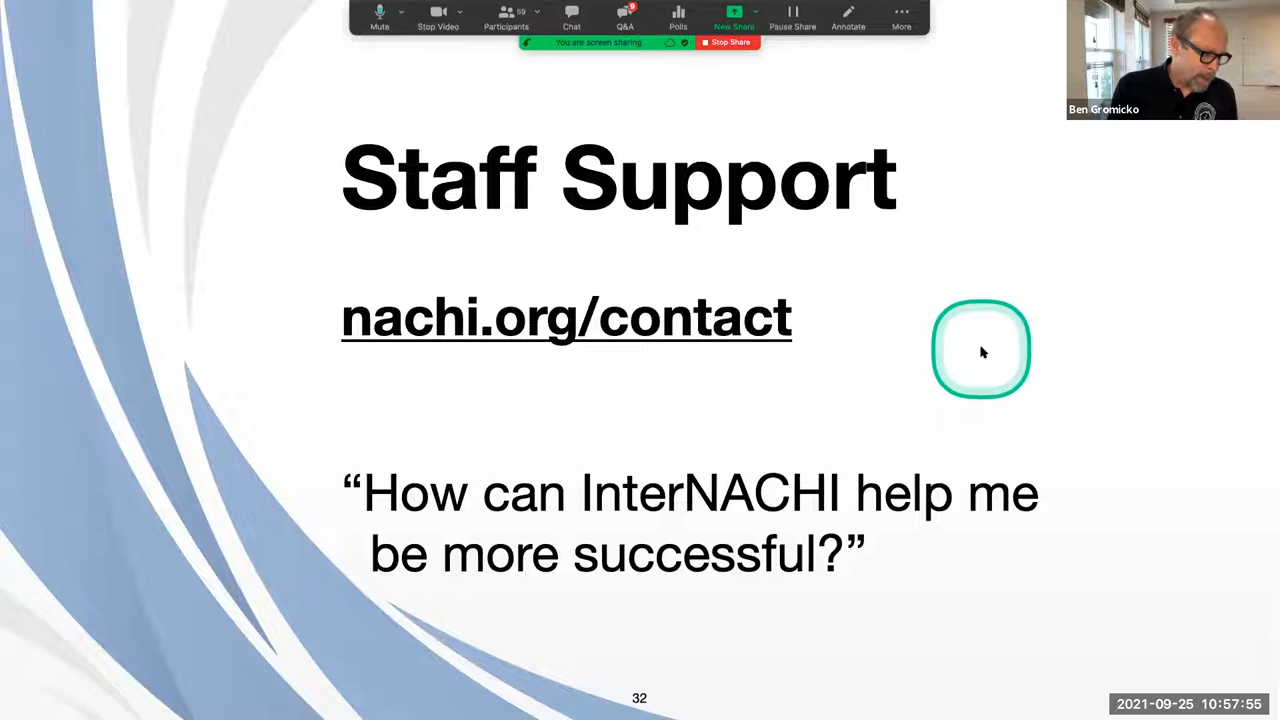 Mute
Stop Video
59
Participants
Chat
9
Q&A
Polls
New Share
Pause Share
Annotate
More
You are screen sharing
Stop Share
Ben Gromicko
Staff Support
nachi.org/contact
“How can InterNACHI help me
be more successful?”
32
2021-09-25 10:57:55